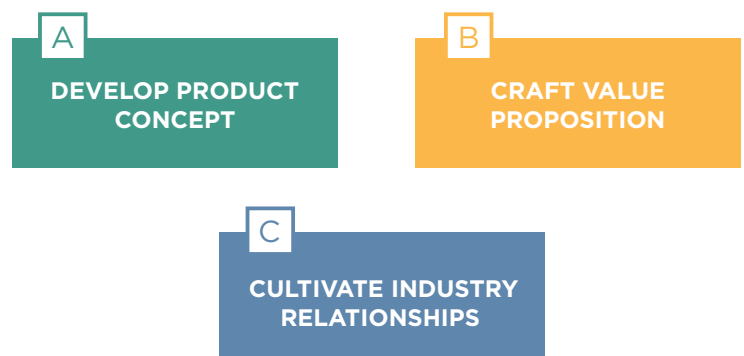 A
DEVELOP PRODUCT
CONCEPT
B
CRAFT VALUE
PROPOSITION
C
CULTIVATE INDUSTRY
RELATIONSHIPS